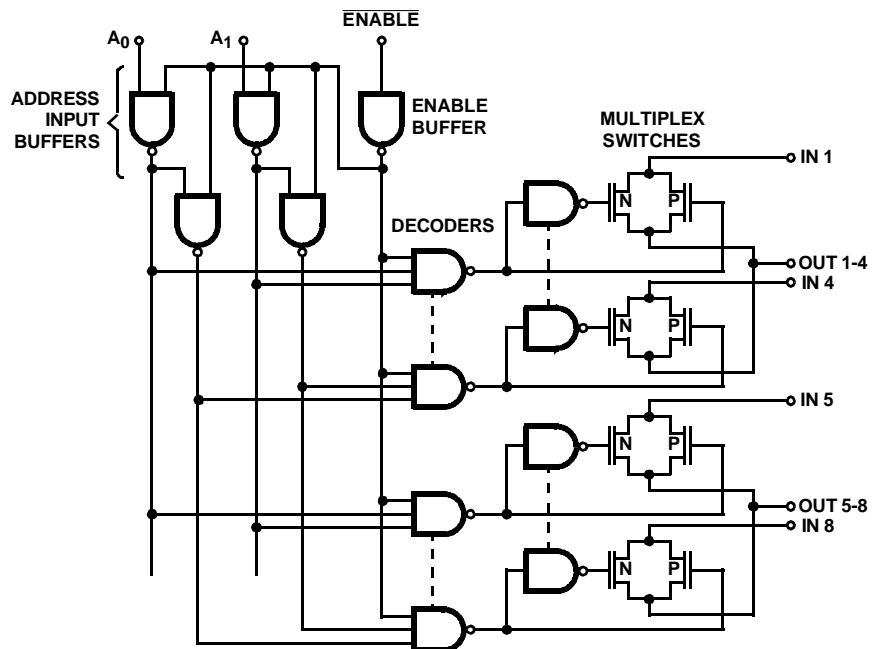 ENABLE
A0
A1
ADDRESS
INPUT
BUFFERS
ENABLE
BUFFER
MULTIPLEX
SWITCHES
IN 1
N
P
DECODERS
OUT 1-4
IN 4
N
P
IN 5
N
P
OUT 5-8
IN 8
N
P